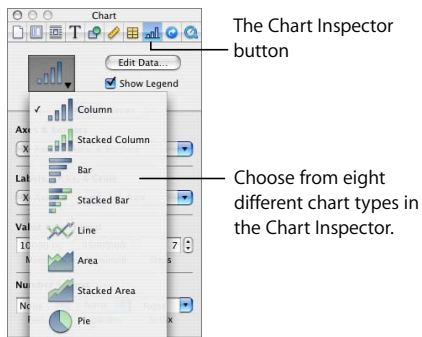 Chart
The Chart Inspector
button
Edit Data...
Show Legend
Column
Stacked Column
Bar
Stacked Bar
Line
Area
Stacked Area
Pie
Choose from eight
different chart types in
the Chart Inspector.
7